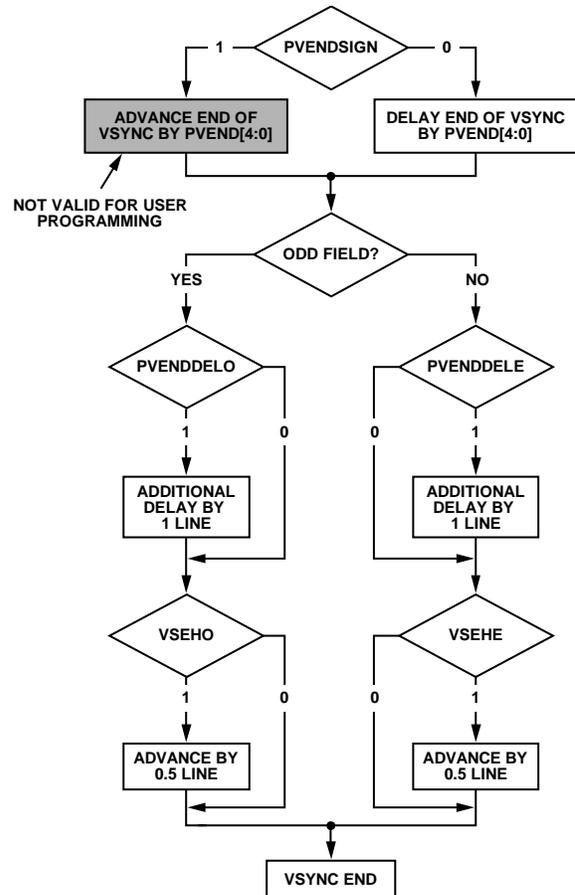 PVENDSIGN
1
0
ADVANCE END OF
VSYNC BY PVEND[4:0]
DELAY END OF VSYNC
BY PVEND[4:0]
NOT VALID FOR USER
PROGRAMMING
ODD FIELD?
YES
NO
PVENDDELO
PVENDDELE
1
0
0
1
ADDITIONAL
DELAY BY
1 LINE
ADDITIONAL
DELAY BY
1 LINE
VSEHO
VSEHE
1
0
0
1
ADVANCE BY
0.5 LINE
ADVANCE BY
0.5 LINE
VSYNC END